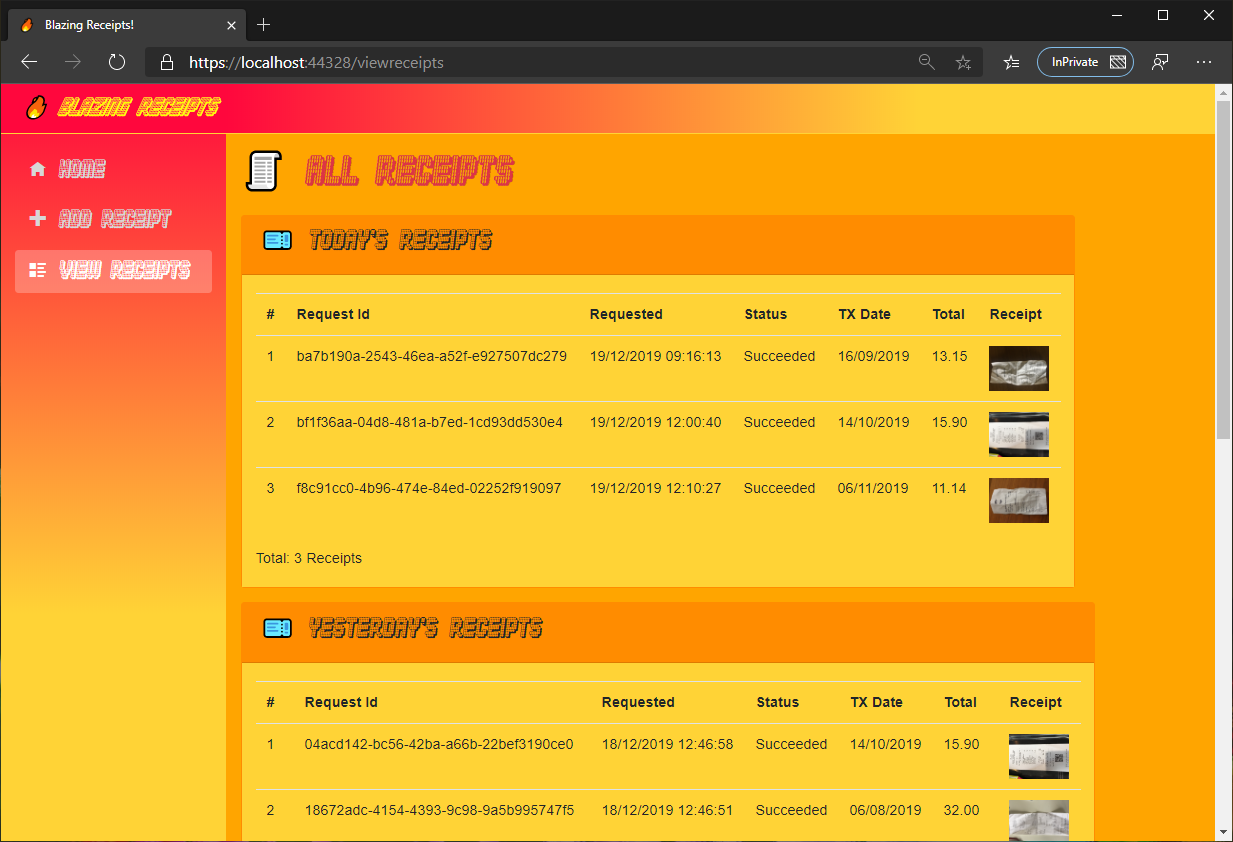 Blazing Receipts!
https://localhost:44328/viewreceipts
InPrivate
BLAZING RECEIPTS
HOME
ADD RECEIPT
VIEW RECEIPTS
ALL RECEIPTS
TODAY'S RECEIPTS
# Request Id Requested Status TX Date Total Receipt
1 ba7b190a-2543-46ea-a52f-e927507dc279 19/12/2019 09:16:13 Succeeded 16/09/2019 13.15
2 bf1f36aa-04d8-481a-b7ed-1cd93dd530e4 19/12/2019 12:00:40 Succeeded 14/10/2019 15.90
3 f8c91cc0-4b96-474e-84ed-02252f919097 19/12/2019 12:10:27 Succeeded 06/11/2019 11.14
Total: 3 Receipts
YESTERDAY'S RECEIPTS
# Request Id Requested Status TX Date Total Receipt
1 04acd142-bc56-42ba-a66b-22bef3190ce0 18/12/2019 12:46:58 Succeeded 14/10/2019 15.90
2 18672adc-4154-4393-9c98-9a5b995747f5 18/12/2019 12:46:51 Succeeded 06/08/2019 32.00